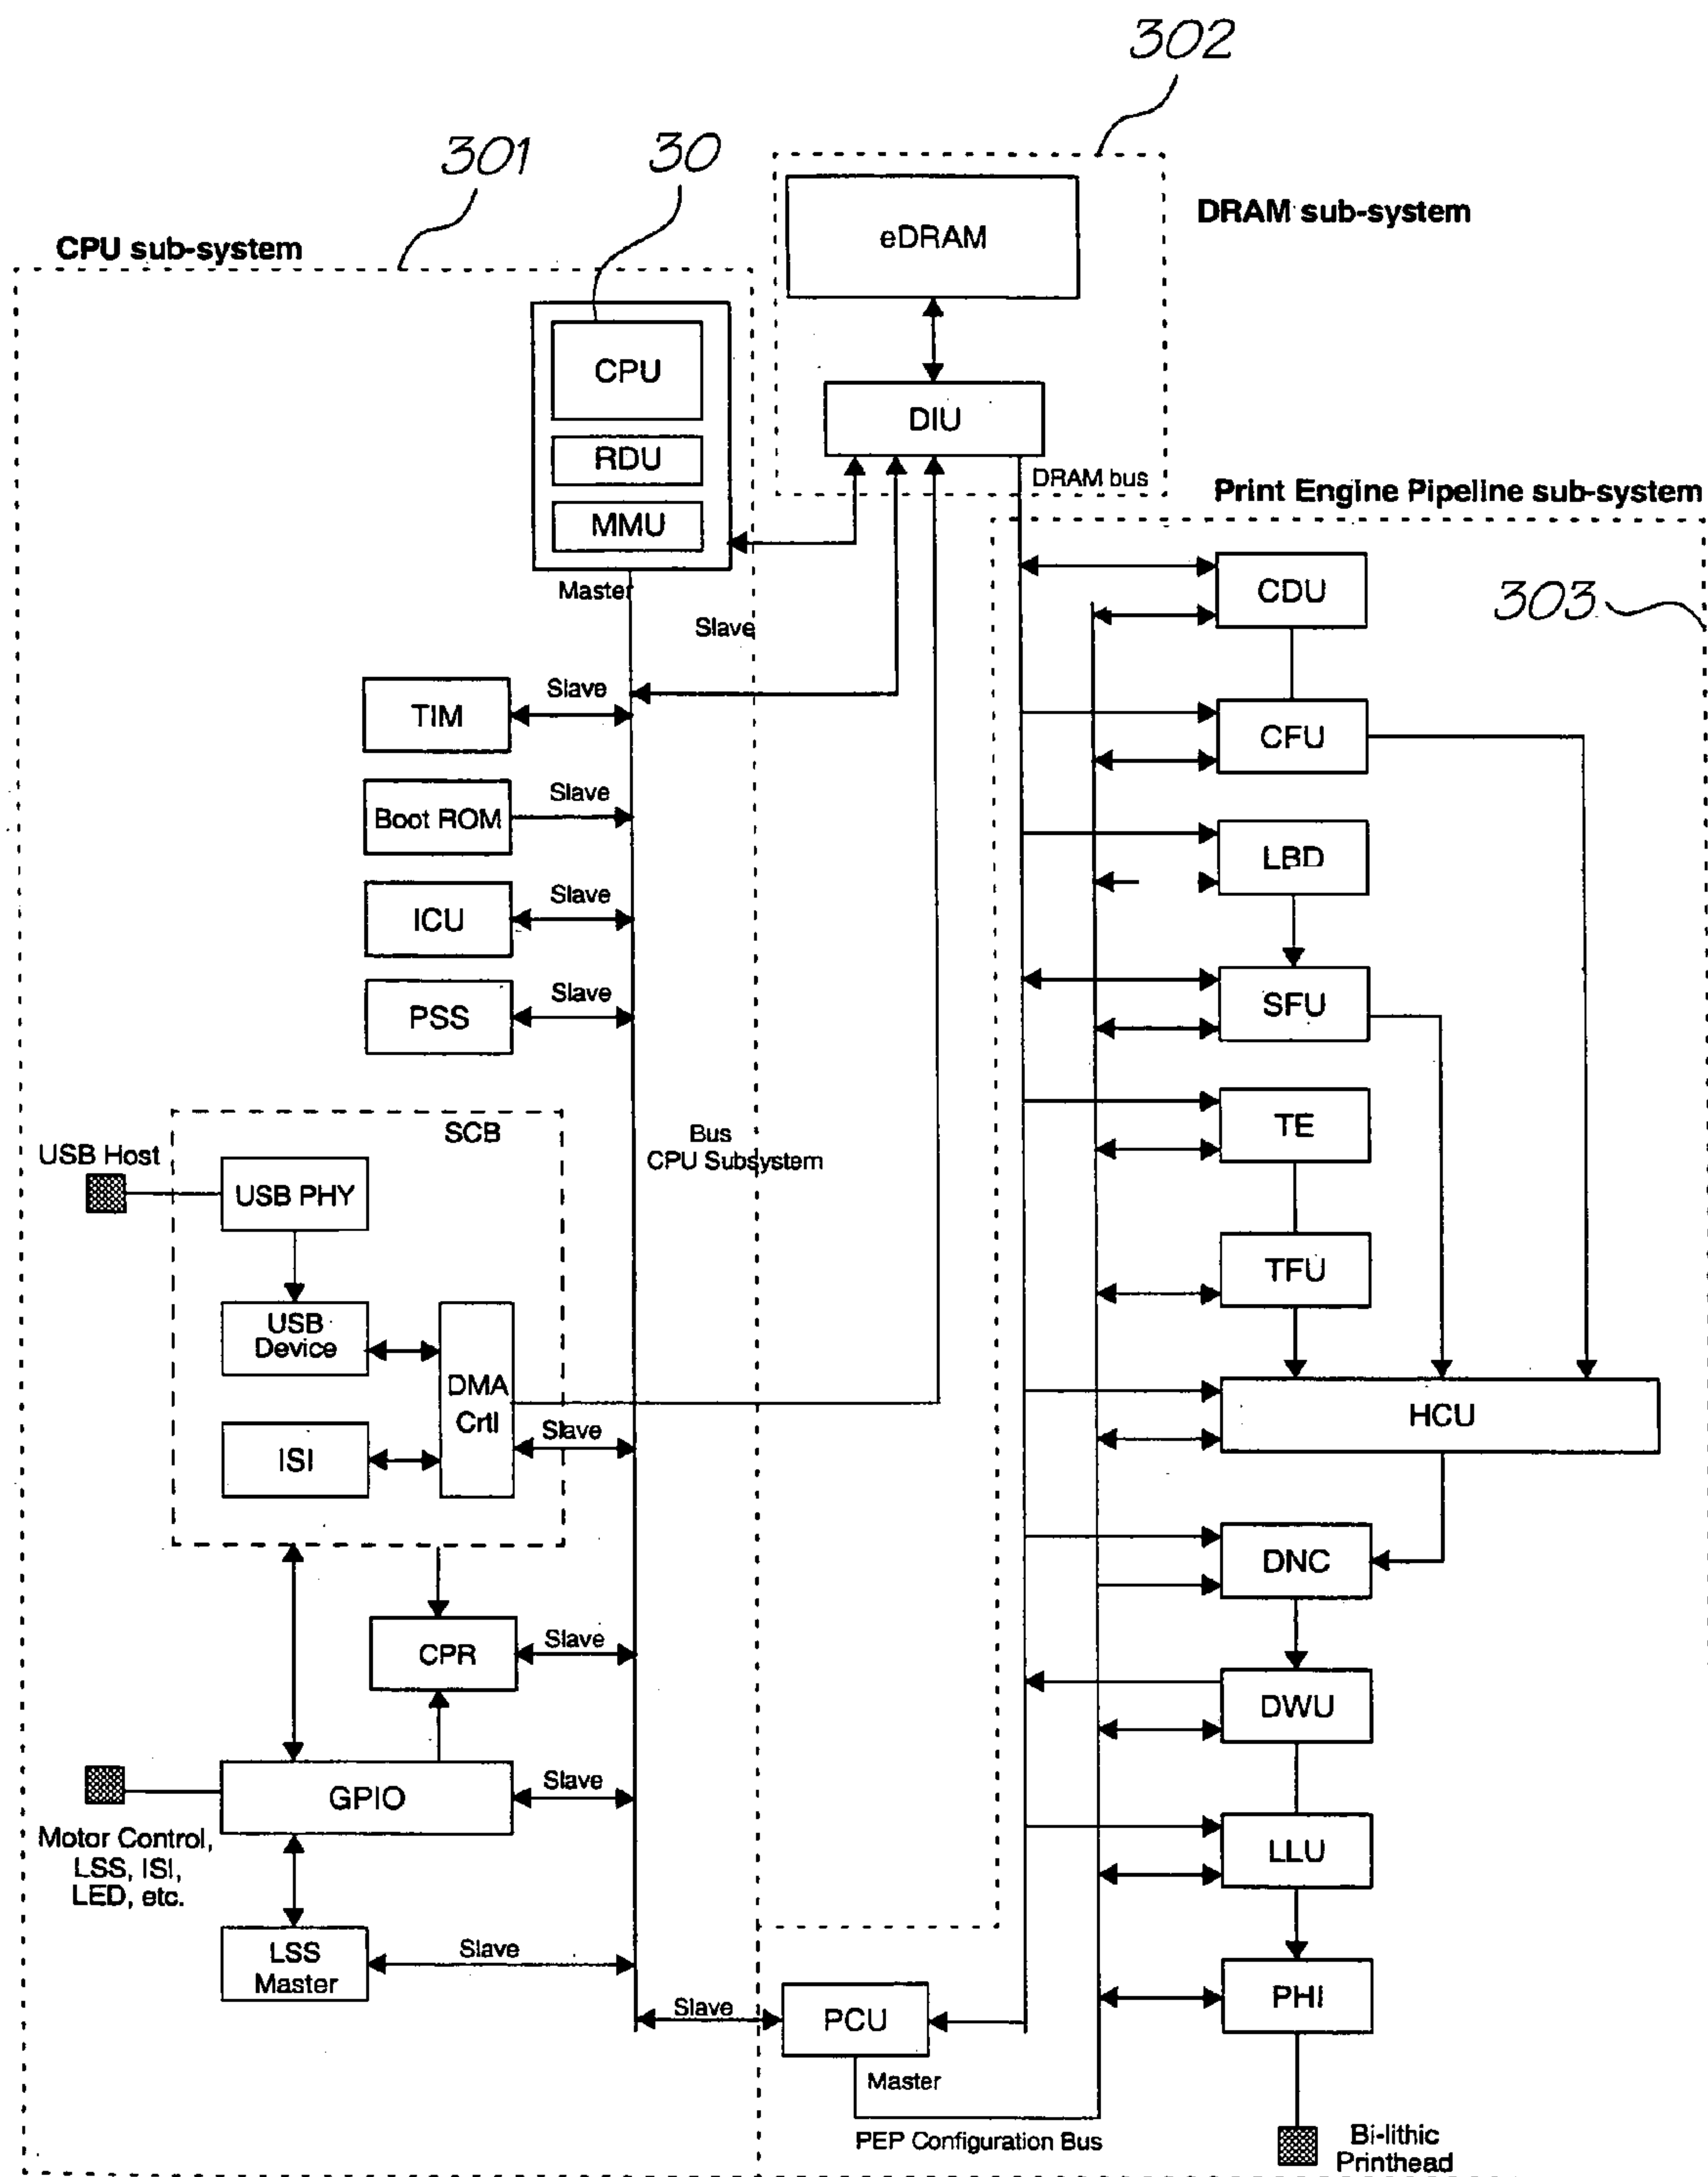 302
301
30
DRAM sub-system
CPU sub-system
eDRAM
CPU
DIU
RDU
DRAM bus
Print Engine Pipeline sub-system
MMU
Master
CDU
303
Slave
Slave
TIM
CFU
Slave
Boot ROM
LBD
Slave
ICU
Slave
PSS
SFU
SCB
Bus
CPU Subsystem
TE
USB Host
USB PHY
TFU
USB
Device
DMA
Crtl
HCU
Slave
ISI
DNC
CPR
Slave
DWU
GPIO
Slave
Motor Control,
LSS, ISI,
LED, etc.
LLU
LSS
Master
Slave
PHI
Slave
PCU
Master
PEP Configuration Bus
Bi-lithic
Printhead